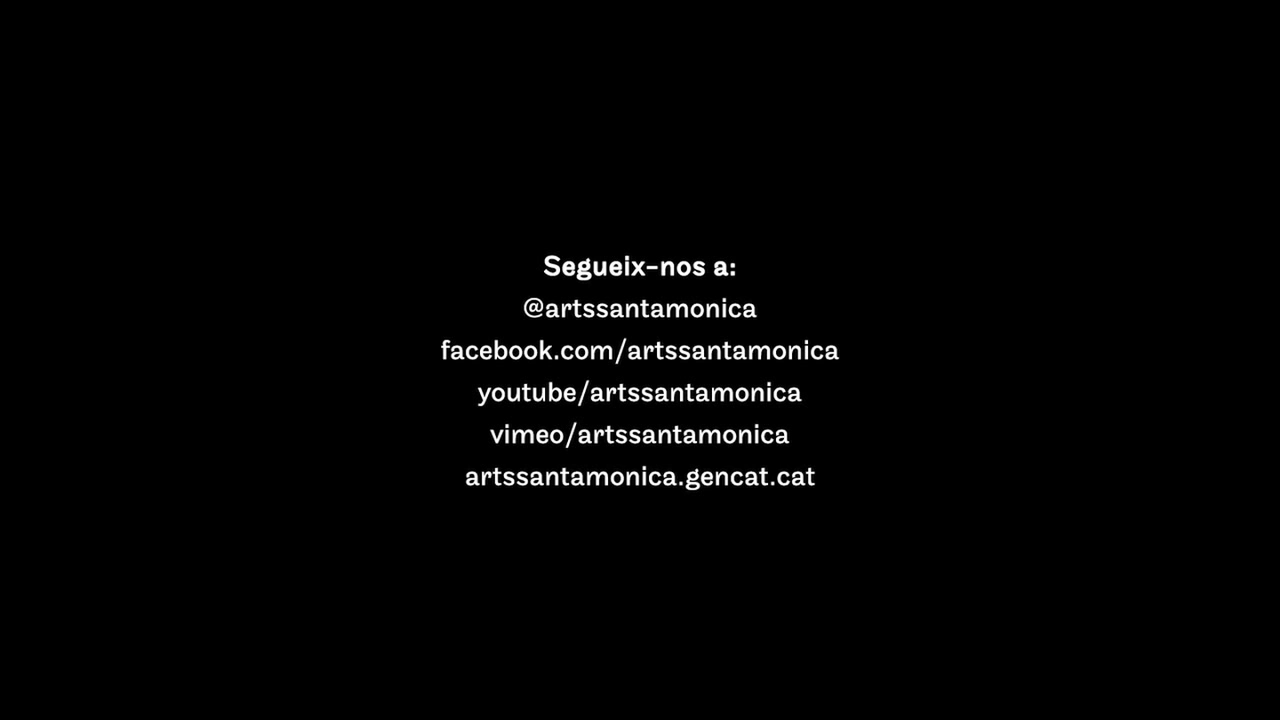 Segueix-nos a:
@artssantamonica
facebook.com/artssantamonica
youtube/artssantamonica
vimeo/artssantamonica
artssantamonica.gencat.cat